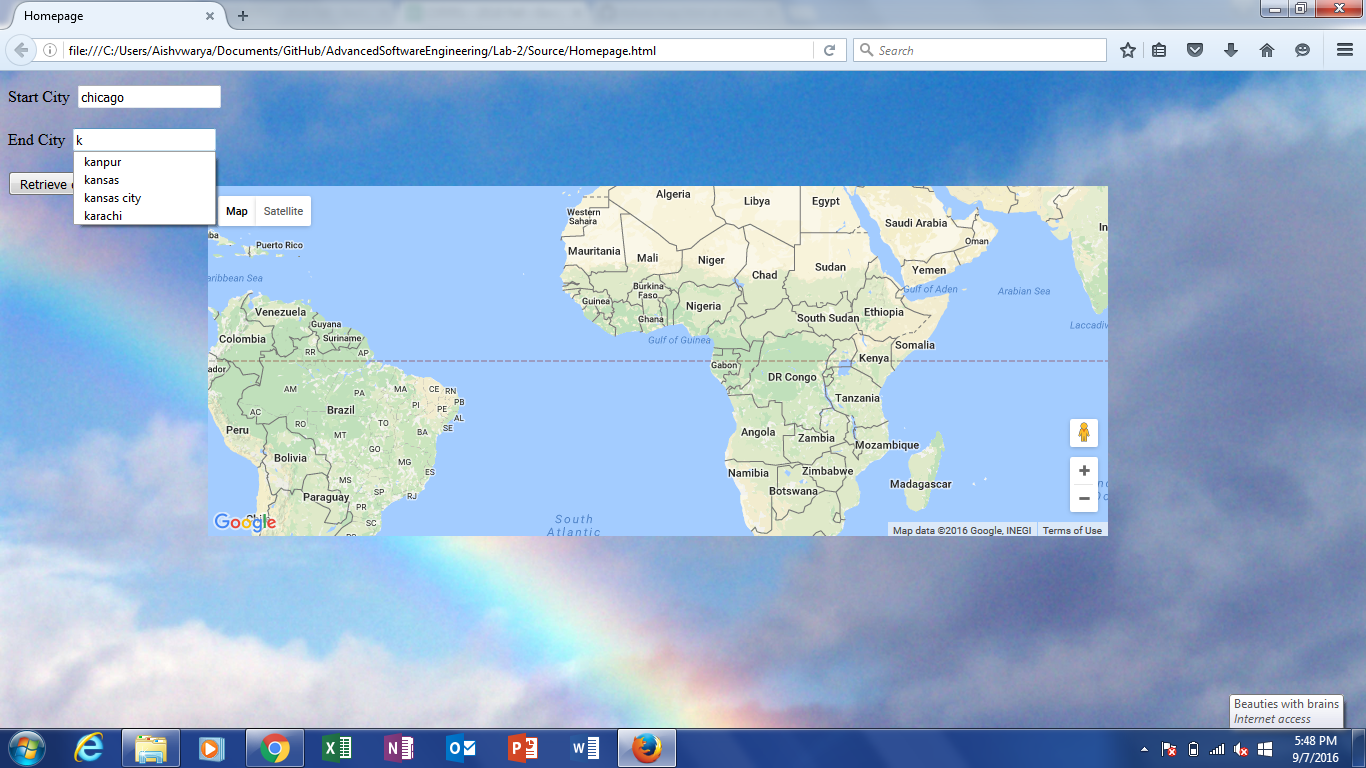 Homepage
file:///C:/Users/Aishvwarya/Documents/GitHub/AdvancedSoftwareEngineering/Lab-2/Source/Homepage.html
Search
Start City chicago
End City k
kanpur
kansas
kansas city
karachi
Retrieve
Map Satellite
Algeria
Libya
Egypt
Western
Sahara
Saudi Arabia
In
Oman
ba
Puerto Rico
Mauritania
Mali
Niger
Chad
Sudan
Yemen
ribbean Sea
Burkina
Faso
Gulf of Aden
Arabian Sea
Guinea
Ghana
Nigeria
South Sudan
Ethiopia
Venezuela
Guyana
Suriname
Colombia
Gulf of Guinea
Somalia
Laccadiv
RR
AP
ador
Gabon
Kenya
DR Congo
AM
PA
MA
CE
RN
PB
Tanzania
AC
Brazil
PI
PE
AL
Peru
RO
TO
BA
SE
MT
Angola
Zambia
Mozambique
Bolivia
GO
MG
ES
Namibia
Zimbabwe
Madagascar
MS
SP
RJ
Botswana
Paraguay
PR
SC
Chile
Google
South
Atlantic
Map data ©2016 Google, INEGI Terms of Use
Beauties with brains
Internet access
5:48 PM
9/7/2016